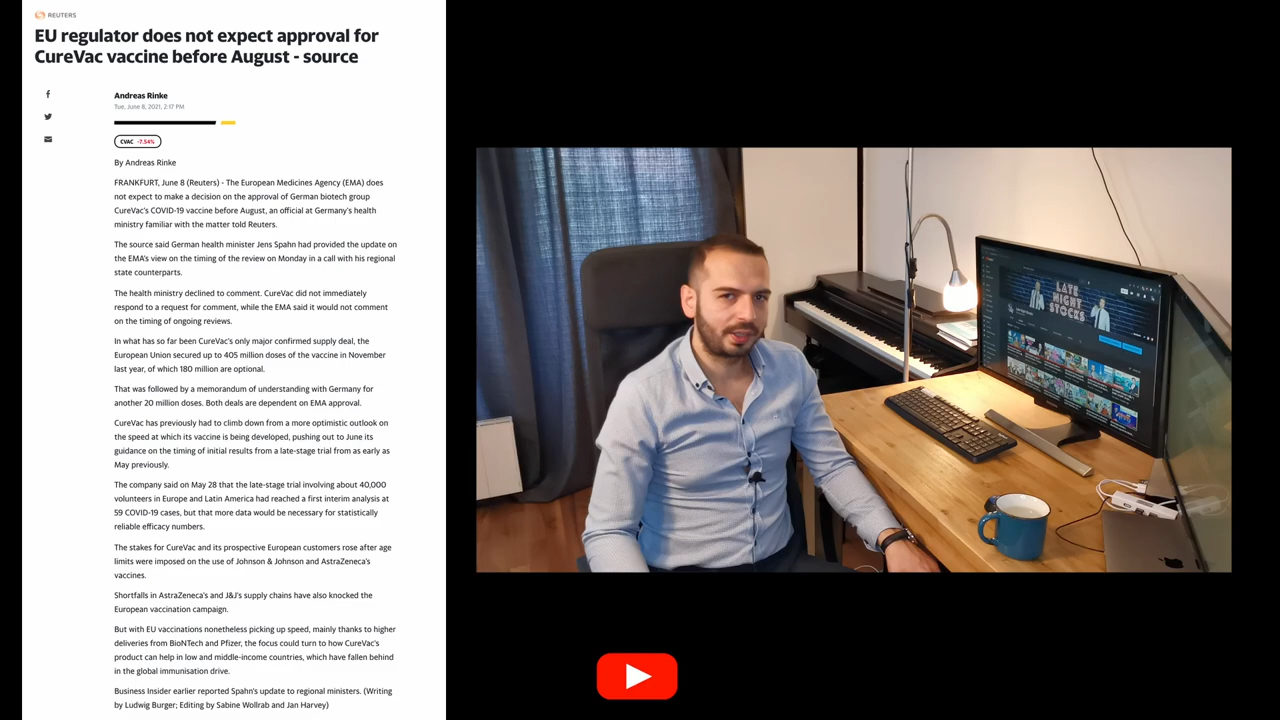 REUTERS
EU regulator does not expect approval for
CureVac vaccine before August - source
Andreas Rinke
Tue, June 8, 2021, 2:17 PM
CVAC -7.54%
By Andreas Rinke
FRANKFURT, June 8 (Reuters) - The European Medicines Agency (EMA) does
not expect to make a decision on the approval of German biotech group
CureVac's COVID-19 vaccine before August, an official at Germany's health
ministry familiar with the matter told Reuters.
The source said German health minister Jens Spahn had provided the update on
the EMA's view on the timing of the review on Monday in a call with his regional
state counterparts.
The health ministry declined to comment. CureVac did not immediately
respond to a request for comment, while the EMA said it would not comment
on the timing of ongoing reviews.
In what has so far been CureVac's only major confirmed supply deal, the
European Union secured up to 405 million doses of the vaccine in November
last year, of which 180 million are optional.
That was followed by a memorandum of understanding with Germany for
another 20 million doses. Both deals are dependent on EMA approval.
CureVac has previously had to climb down from a more optimistic outlook on
the speed at which its vaccine is being developed, pushing out to June its
guidance on the timing of initial results from a late-stage trial from as early as
May previously.
The company said on May 28 that the late-stage trial involving about 40,000
volunteers in Europe and Latin America had reached a first interim analysis at
59 COVID-19 cases, but that more data would be necessary for statistically
reliable efficacy numbers.
The stakes for CureVac and its prospective European customers rose after age
limits were imposed on the use of Johnson & Johnson and AstraZeneca's
vaccines.
Shortfalls in AstraZeneca's and J&J's supply chains have also knocked the
European vaccination campaign.
But with EU vaccinations nonetheless picking up speed, mainly thanks to higher
deliveries from BioNTech and Pfizer, the focus could turn to how CureVac's
product can help in low and middle-income countries, which have fallen behind
in the global immunisation drive.
Business Insider earlier reported Spahn's update to regional ministers. (Writing
by Ludwig Burger; Editing by Sabine Wollrab and Jan Harvey)
LATE
NIGHT
STOCKS